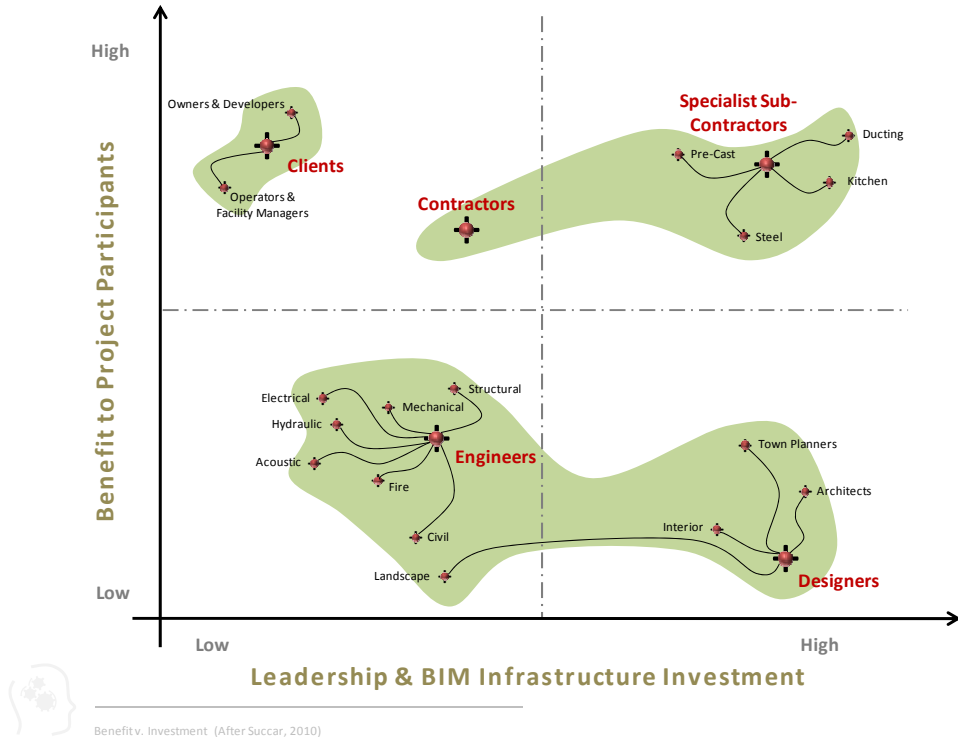 High
Benefit to Project Participants
Low
Owners & Developers
Clients
Operators &
Facility Managers
Contractors
Specialist Sub-
Contractors
Pre-Cast
Ducting
Kitchen
Steel
Electrical
Structural
Mechanical
Hydraulic
Engineers
Acoustic
Fire
Civil
Landscape
Town Planners
Architects
Interior
Designers
Low
High
Leadership & BIM Infrastructure Investment
Benefit v. Investment (After Succar, 2010)